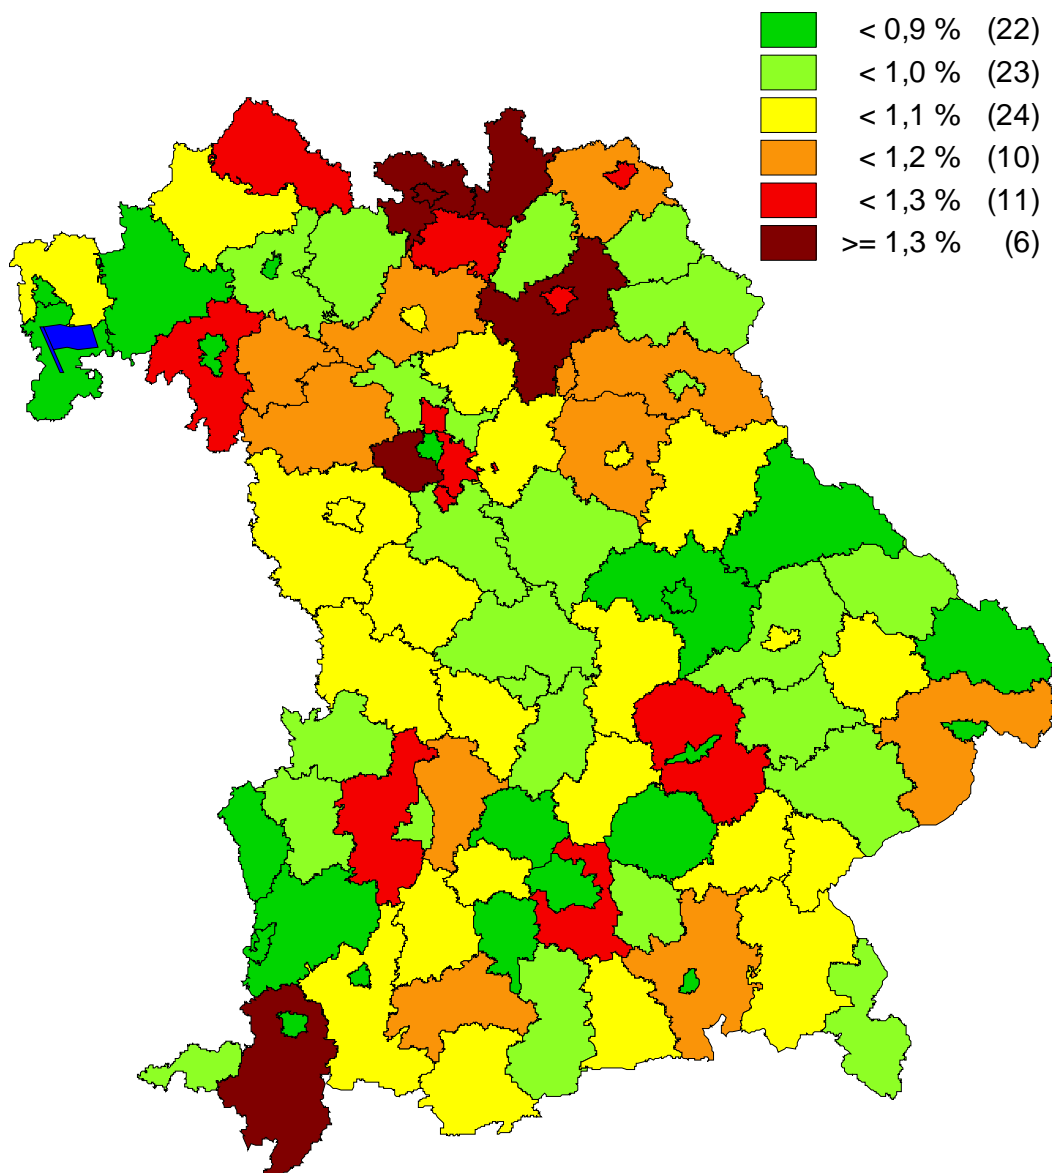 < 0,9 % (22)
< 1,0 % (23)
< 1,1 % (24)
< 1,2 % (10)
< 1,3 % (11)
>= 1,3 % (6)